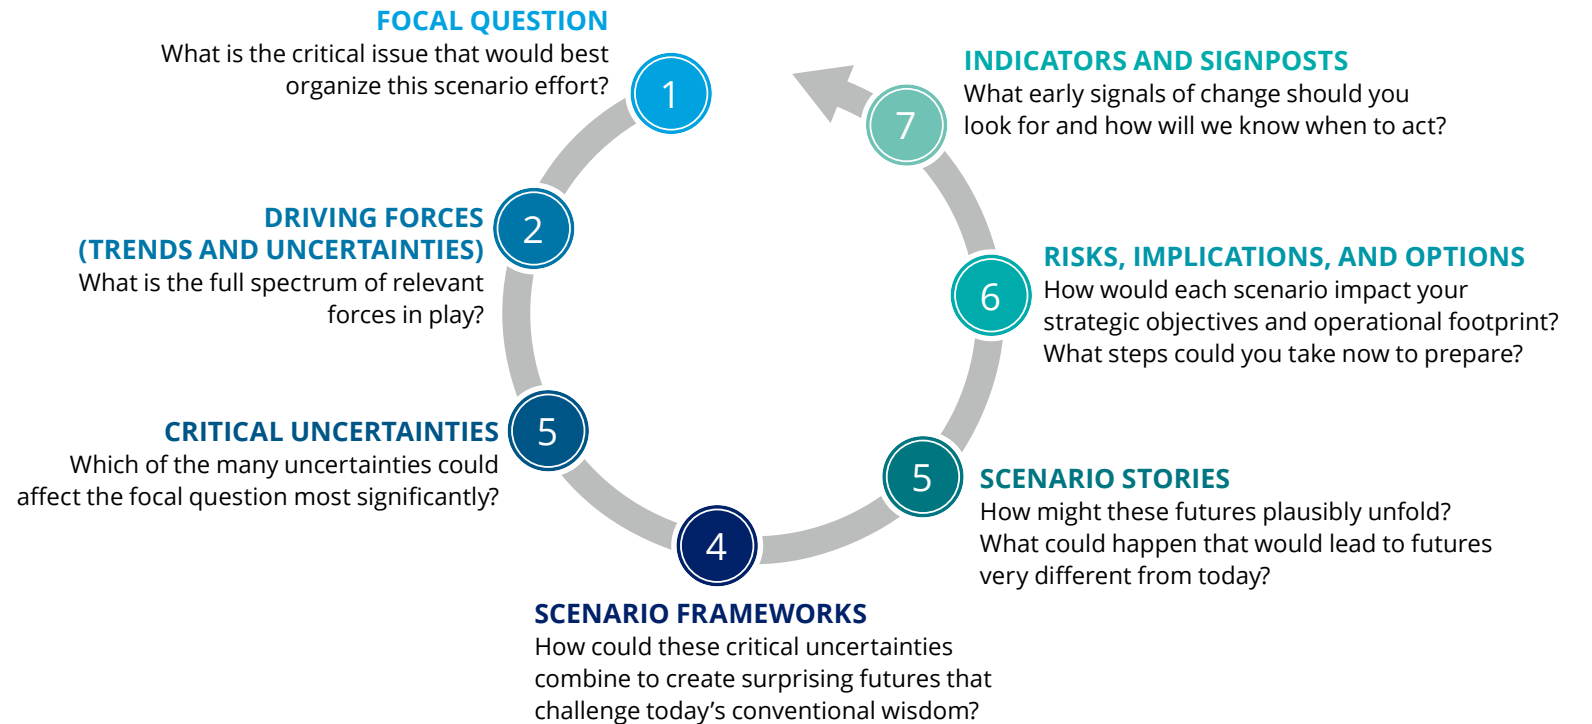 FOCAL QUESTION
What is the critical issue that would best
organize this scenario effort?
1
DRIVING FORCES
(TRENDS AND UNCERTAINTIES)
What is the full spectrum of relevant
forces in play?
2
CRITICAL UNCERTAINTIES
Which of the many uncertainties could
affect the focal question most significantly?
5
4
SCENARIO FRAMEWORKS
How could these critical uncertainties
combine to create surprising futures that
challenge today's conventional wisdom?
5
SCENARIO STORIES
How might these futures plausibly unfold?
What could happen that would lead to futures
very different from today?
6
RISKS, IMPLICATIONS, AND OPTIONS
How would each scenario impact your
strategic objectives and operational footprint?
What steps could you take now to prepare?
7
INDICATORS AND SIGNPOSTS
What early signals of change should you
look for and how will we know when to act?